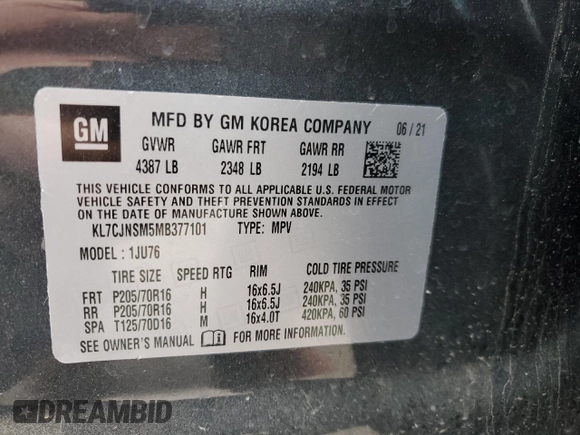 GM
MFD BY GM KOREA COMPANY 06/21
GVWR GAWR FRT GAWR RR
4387 LB 2348 LB 2194 LB
THIS VEHICLE CONFORMS TO ALL APPLICABLE U.S. FEDERAL MOTOR
VEHICLE SAFETY AND THEFT PREVENTION STANDARDS IN EFFECT
ON THE DATE OF MANUFACTURE SHOWN ABOVE.
KL7CJNSM5MB377101 TYPE: MPV
MODEL: 1JU76
TIRE SIZE SPEED RTG RIM COLD TIRE PRESSURE
FRT P205/70R16 H 16x6.5J 240KPA, 35 PSI
RR P205/70R16 H 16x6.5J 240KPA, 35 PSI
SPA T125/70D16 M 16x4.0T 420KPA, 60 PSI
SEE OWNER'S MANUAL FOR MORE INFORMATION.
DREAMBID